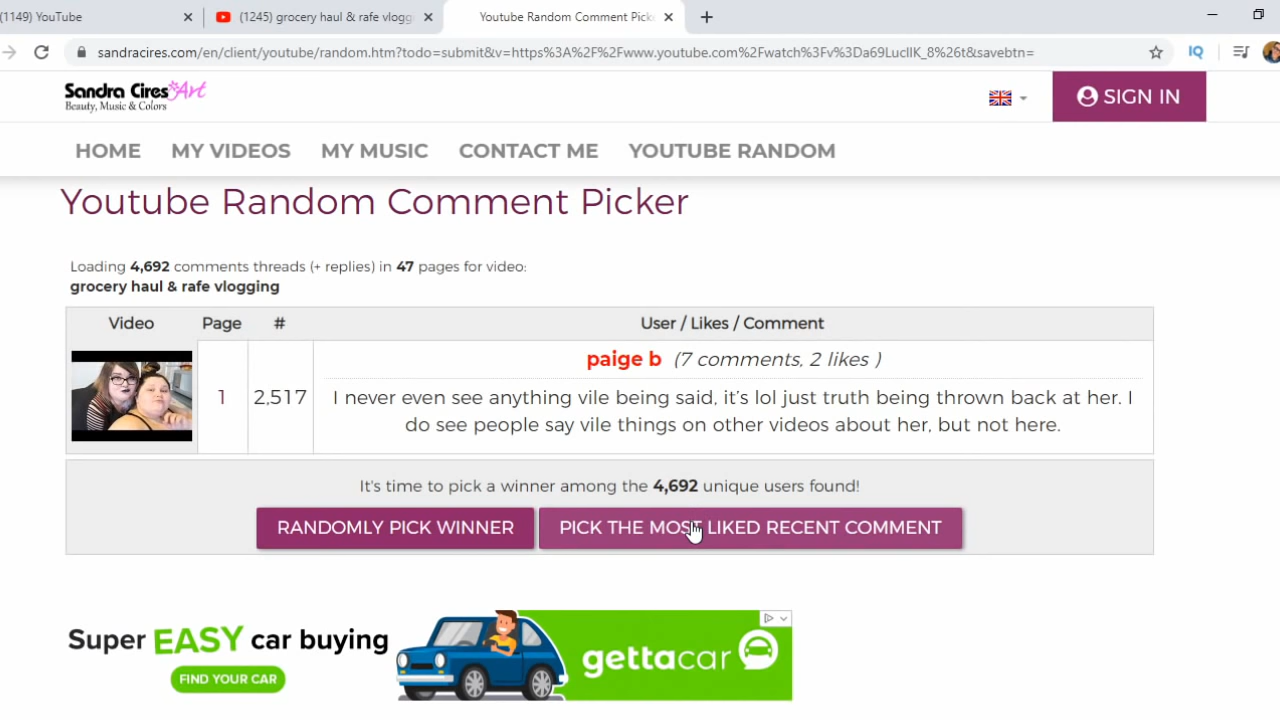 (1149) YouTube
(1245) grocery haul & rafe vlogg
Youtube Random Comment Pick
sandracires.com/en/client/youtube/random.htm?todo=submit&v=https%3A%2F%2Fwww.youtube.com%2Fwatch%3Fv%3Da69LucIlK_8%26t&savebtn=
IQ
Sandra Cires Art
Beauty, Music & Colors
SIGN IN
HOME MY VIDEOS MY MUSIC CONTACT ME YOUTUBE RANDOM
Youtube Random Comment Picker
Loading 4,692 comments threads (+ replies) in 47 pages for video:
grocery haul & rafe vlogging
Video Page # User / Likes / Comment
paige b (7 comments, 2 likes )
1 2,517 I never even see anything vile being said, it's lol just truth being thrown back at her. I
do see people say vile things on other videos about her, but not here.
It's time to pick a winner among the 4,692 unique users found!
RANDOMLY PICK WINNER PICK THE MOST LIKED RECENT COMMENT
Super EASY car buying
FIND YOUR CAR
gettacar